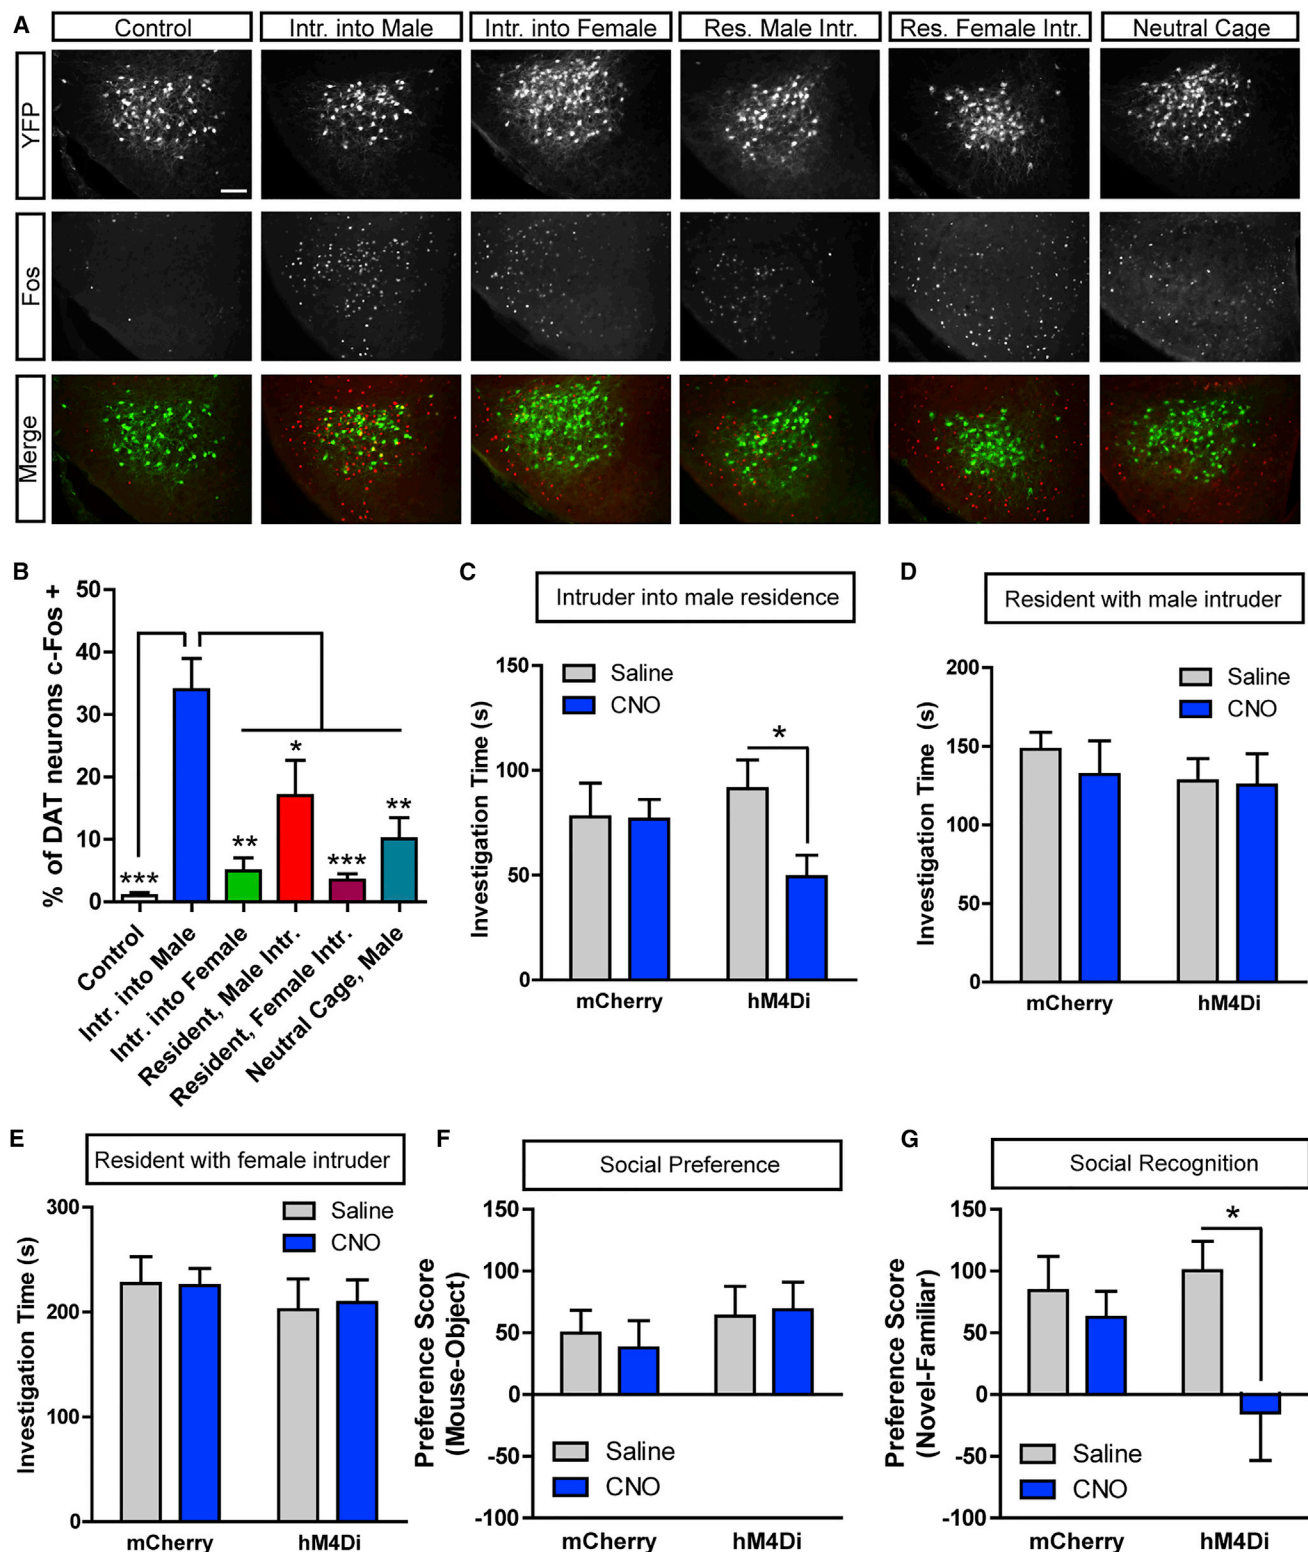 A
Control
Intr. into Male
Intr. into Female
Res. Male Intr.
Res. Female Intr.
Neutral Cage
YFP
Fos
Merge
B
% of DAT neurons c-Fos +
50
40
30
20
10
0
***
**
*
***
**
Control
Intr. into Male
Intr. into Female
Resident, Male Intr.
Resident, Female Intr.
Neutral Cage, Male
C
Intruder into male residence
Investigation Time (s)
150
100
50
0
Saline
CNO
*
mCherry
hM4Di
D
Resident with male intruder
Investigation Time (s)
200
150
100
50
0
Saline
CNO
mCherry
hM4Di
E
Resident with female intruder
Investigation Time (s)
300
200
100
0
Saline
CNO
mCherry
hM4Di
F
Social Preference
Preference Score
(Mouse-Object)
150
100
50
0
-50
-100
Saline
CNO
mCherry
hM4Di
G
Social Recognition
Preference Score
(Novel-Familiar)
150
100
50
0
-50
-100
*
Saline
CNO
mCherry
hM4Di